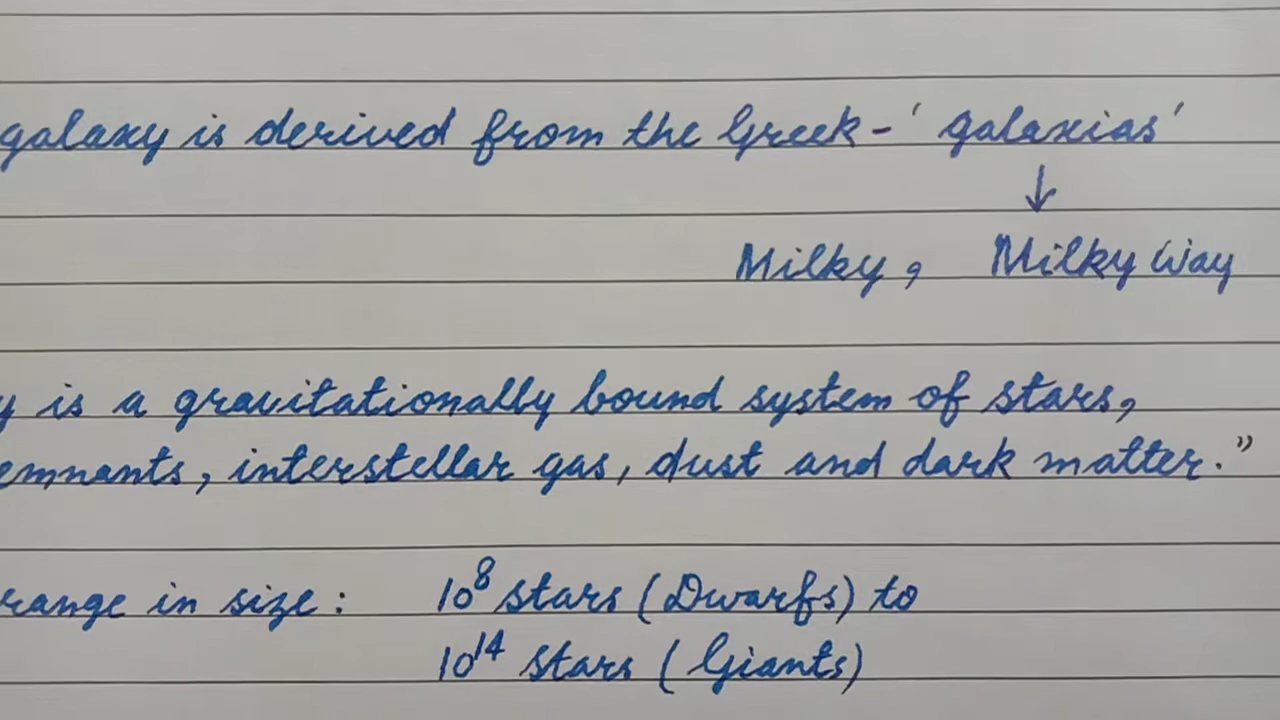 galaxy is derived from the Greek - 'galaxias'
↓
Milky, Milky Way
y is a gravitationally bound system of stars,
emnants, interstellar gas, dust and dark matter."
range in size: 10⁸ stars (Dwarfs) to
10¹⁴ stars (Giants)